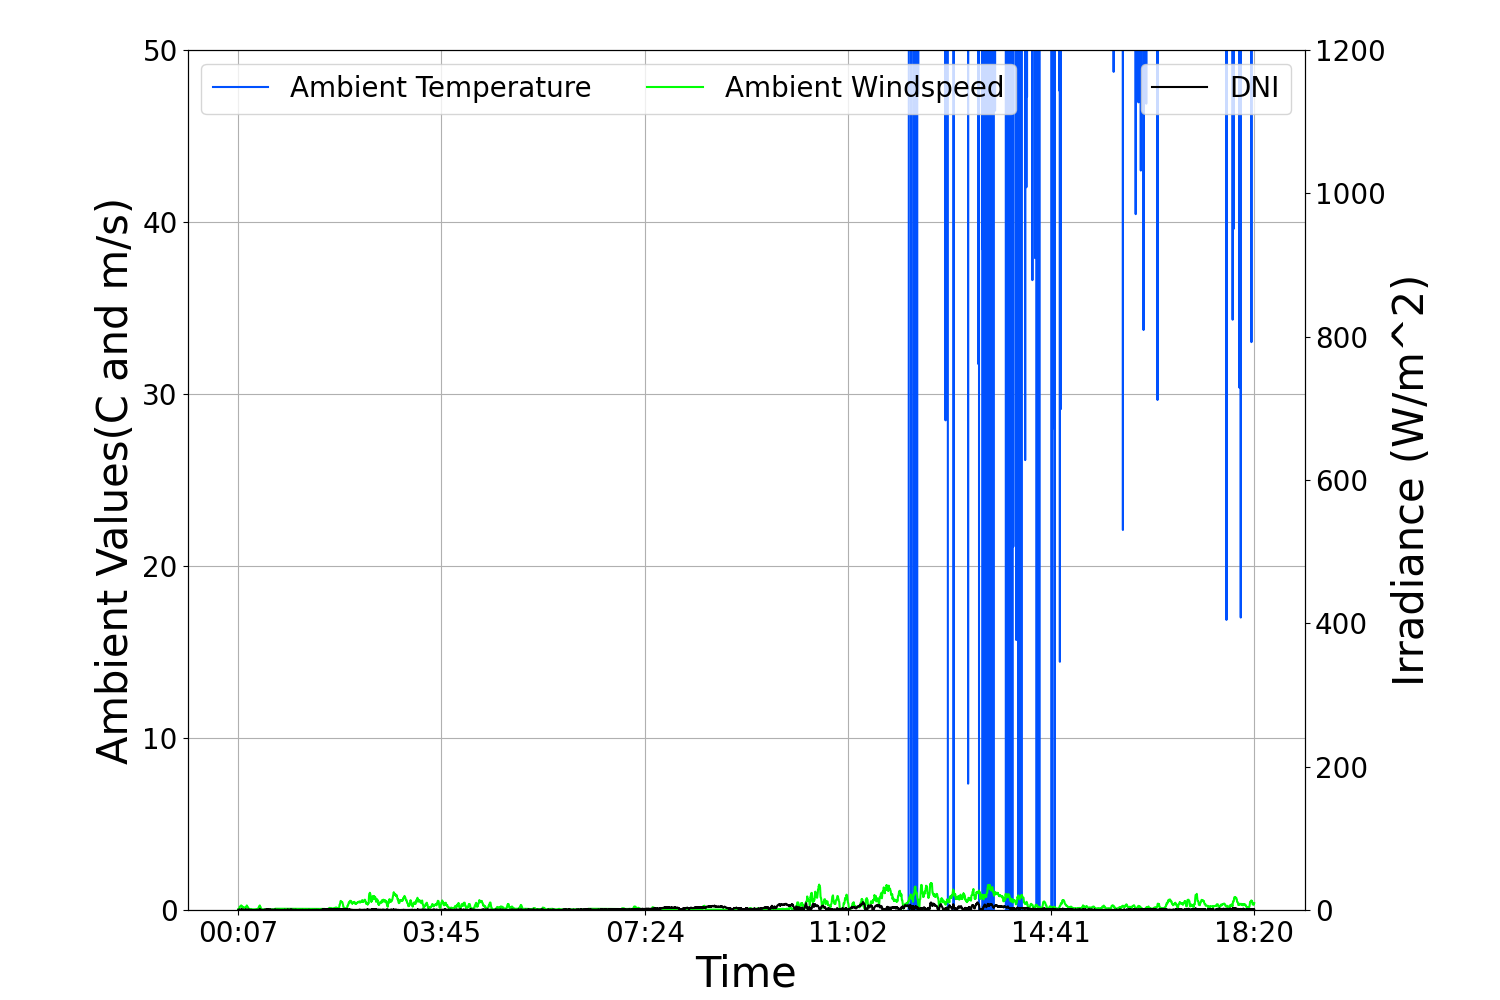 Ambient Temperature
Ambient Windspeed
DNI
Ambient Values(C and m/s)
50
40
30
20
10
0
1200
1000
800
600
400
200
0
Irradiance (W/m^2)
00:07 03:45 07:24 11:02 14:41 18:20
Time